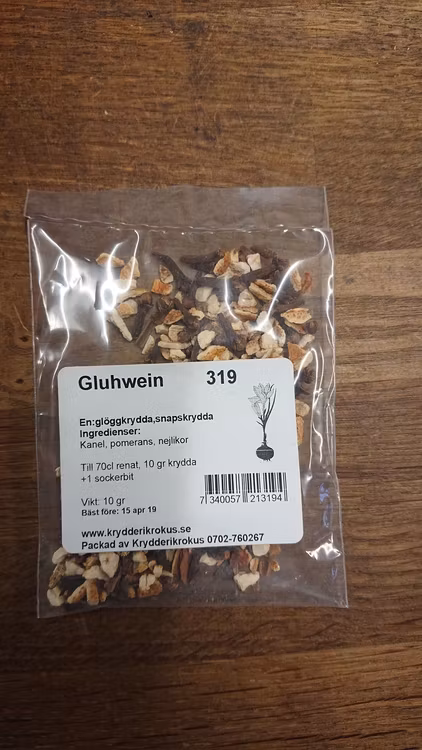 Gluhwein 319
En:glöggkrydda,snapskrydda
Ingredienser:
Kanel, pomerans, nejlikor
Till 70cl renat, 10 gr krydda
+1 sockerbit
Vikt: 10 gr
Bäst före: 15 apr 19
7 340057 213194
www.krydderikrokus.se
Packad av Krydderikrokus 0702-760267